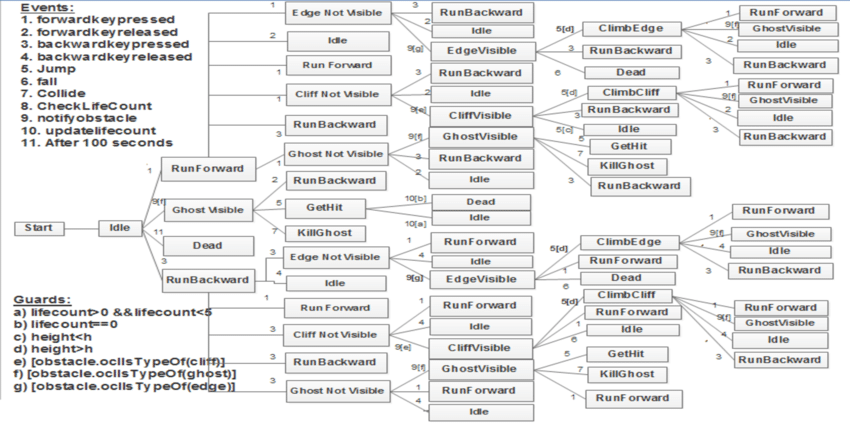 Events:
1. forwardkeypressed
2. forwardkeyreleased
3. backwardkeypressed
4. backwardkeyreleased
5. Jump
6. fall
7. Collide
8. CheckLifeCount
9. notifyobstacle
10. updatelifecount
11. After 100 seconds
Start
Idle
1
RunForward
9[f]
Ghost Visible
11
Dead
3
RunBackward
1
Edge Not Visible
2
Idle
Run Forward
1
Cliff Not Visible
RunBackward
3
Ghost Not Visible
1
2
RunBackward
5
GetHit
7
KillGhost
3
Edge Not Visible
4
Idle
1
Run Forward
3
Cliff Not Visible
3
RunBackward
3
Ghost Not Visible
3
RunBackward
2
Idle
9[g]
EdgeVisible
3
RunBackward
2
Idle
9[e]
CliffVisible
9[f]
GhostVisible
3
RunBackward
2
Idle
10[b]
Dead
Idle
10[a]
1
RunForward
4
Idle
9[g]
EdgeVisible
1
RunForward
4
Idle
9[e]
CliffVisible
9[f]
GhostVisible
1
RunForward
4
Idle
5[d]
ClimbEdge
3
RunBackward
6
Dead
5[d]
ClimbCliff
3
RunBackward
5[c]
Idle
5
GetHit
7
KillGhost
3
RunBackward
5[d]
ClimbEdge
1
RunForward
6
Dead
5[d]
ClimbCliff
1
RunForward
6
Idle
5
GetHit
7
KillGhost
1
RunForward
1
RunForward
9[f]
GhostVisible
2
Idle
3
RunBackward
1
RunForward
9[f]
GhostVisible
2
Idle
3
RunBackward
1
RunForward
9[f]
GhostVisible
4
Idle
3
RunBackward
1
RunForward
9[f]
GhostVisible
4
Idle
3
RunBackward
Guards:
a) lifecount>0 &&lifecount<5
b) lifecount==0
c) height<h
d) height>h
e) [obstacle.oclIsTypeOf(cliff)]
f) [obstacle.oclIsTypeOf(ghost)]
g) [obstacle.oclIsTypeOf(edge)]